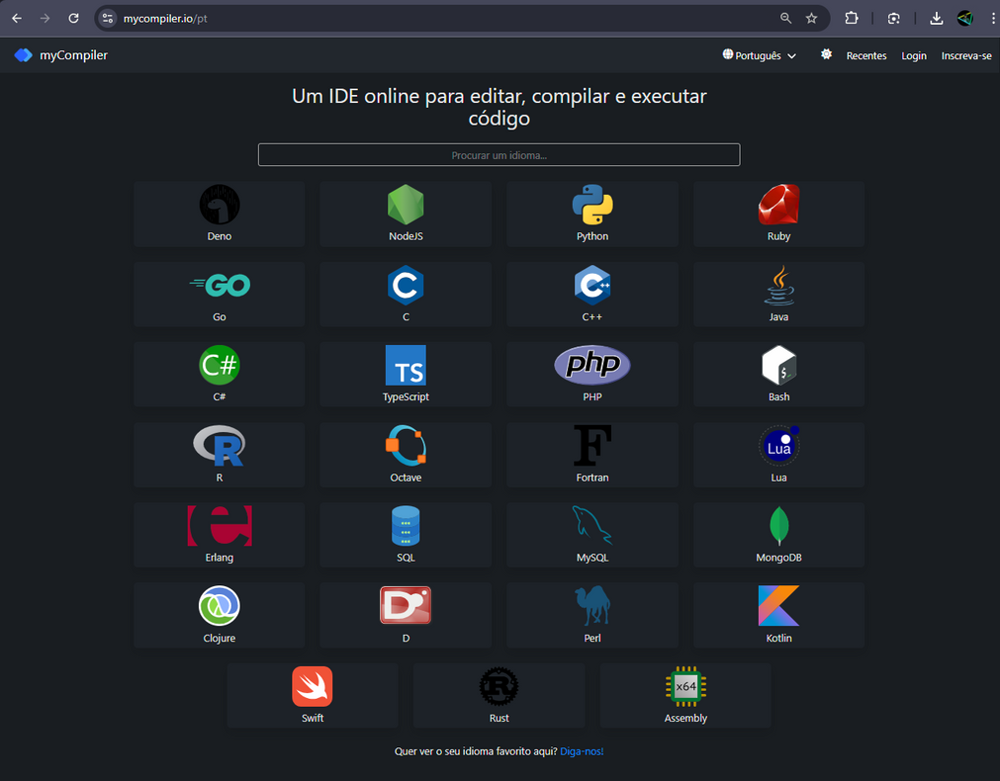 mycompiler.io/pt
myCompiler
Português
Recentes
Login
Inscreva-se
Um IDE online para editar, compilar e executar
código
Procurar um idioma...
Deno
NodeJS
Python
Ruby
GO
C
C++
Go
C
C++
Java
C#
TS
php
$_
C#
TypeScript
PHP
Bash
R
F
Lua
R
Octave
Fortran
Lua
e
Erlang
SQL
MySQL
MongoDB
D
Clojure
D
Perl
Kotlin
R
x64
Swift
Rust
Assembly
Quer ver o seu idioma favorito aqui? Diga-nos!